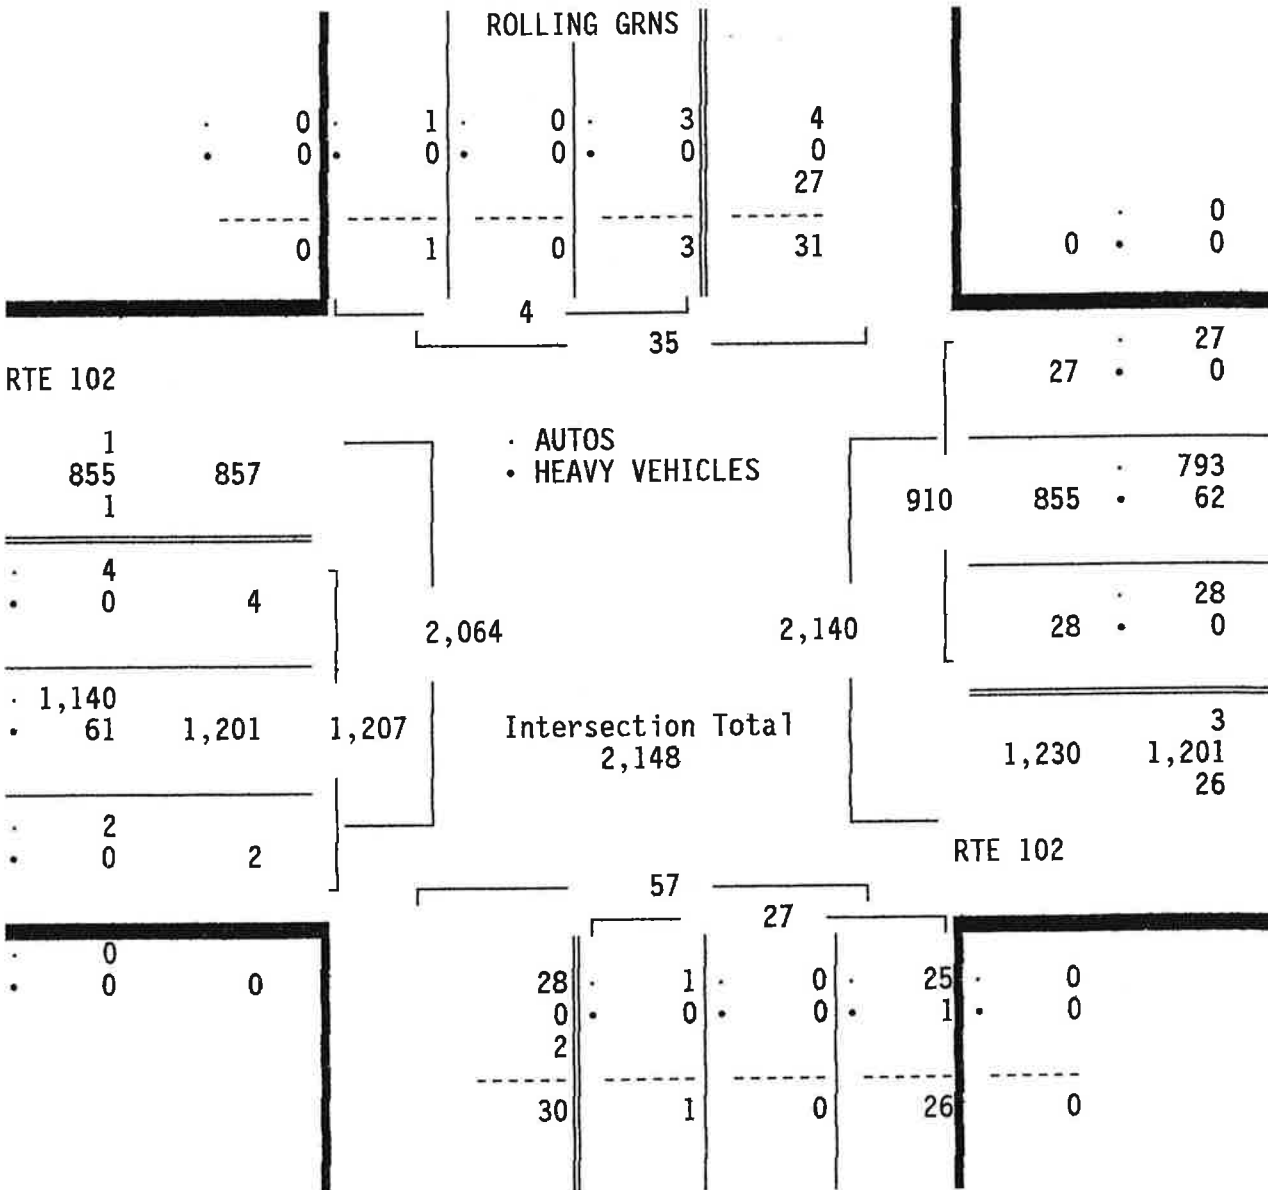 ROLLING GRNS
· 0 · 1 · 0 · 3 4
• 0 • 0 • 0 • 0 0
27
· 0
0 1 0 3 31 0 • 0
4
35 · 27
RTE 102 27 • 0
1 · AUTOS
855 857 • HEAVY VEHICLES · 793
1 910 855 • 62
· 4 · 28
• 0 4
2,064 2,140 28 • 0
· 1,140
• 61 1,201 1,207 Intersection Total 3
2,148 1,230 1,201
26
· 2
• 0 2 RTE 102
57
27
· 0
• 0 0 28 · 1 · 0 · 25 · 0
0 • 0 • 0 • 1 • 0
2
30 1 0 26 0